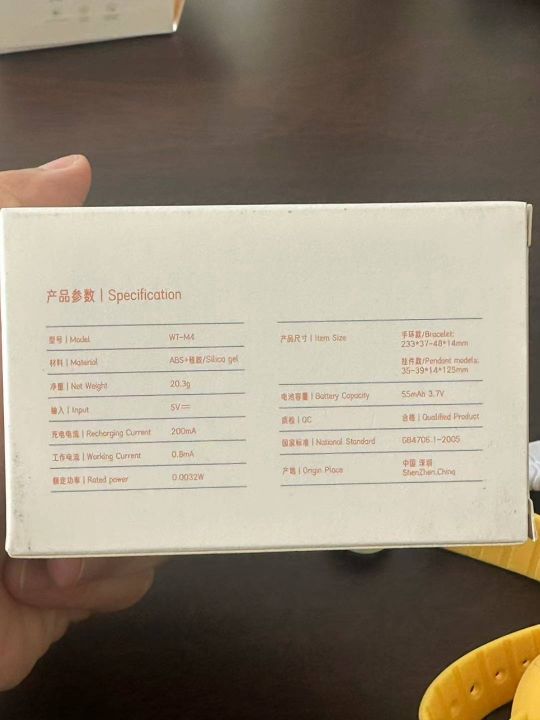 产品参数 | Specification
型号 | Model WT-M4
材料 | Material ABS+硅胶/Silica gel
净重 | Net Weight 20.3g
输入 | Input 5V⎓
充电电流 | Recharging Current 200mA
工作电流 | Working Current 0.8mA
额定功率 | Rated power 0.0032W
产品尺寸 | Item Size 手环款/Bracelet:
233*37-48*14mm
挂件款/Pendant models:
35-39*14*125mm
电池容量 | Battery Capacity 55mAh 3.7V
质检 | QC 合格 | Qualified Product
国家标准 | National Standard GB4706.1-2005
产地 | Origin Place 中国 深圳
ShenZhen,China